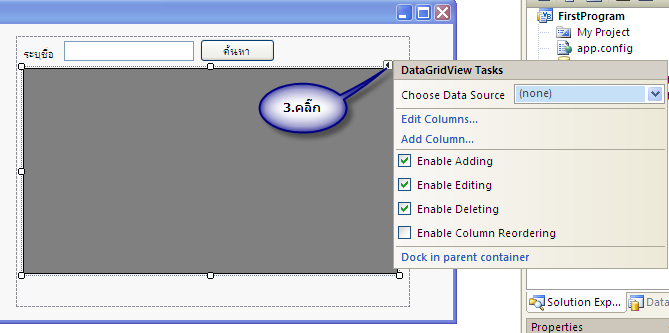 FirstProgram
My Project
app.config
ระบุชื่อ
ค้นหา
3.คลิ๊ก
DataGridView Tasks
Choose Data Source (none)
Edit Columns...
Add Column...
Enable Adding
Enable Editing
Enable Deleting
Enable Column Reordering
Dock in parent container
Solution Exp...
Data
Properties